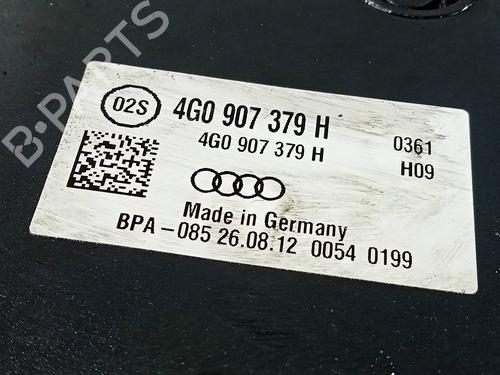 B·PARTS
02S
4G0 907 379 H
0361
4G0 907 379 H
H09
Made in Germany
BPA-085 26.08.12 0054 0199